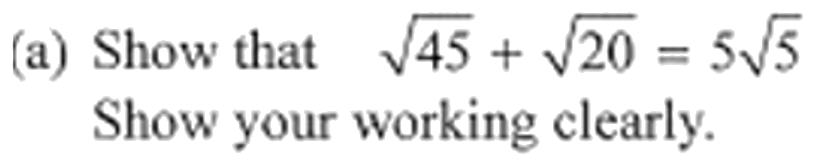 (a) Show that √45 + √20 = 5√5
Show your working clearly.